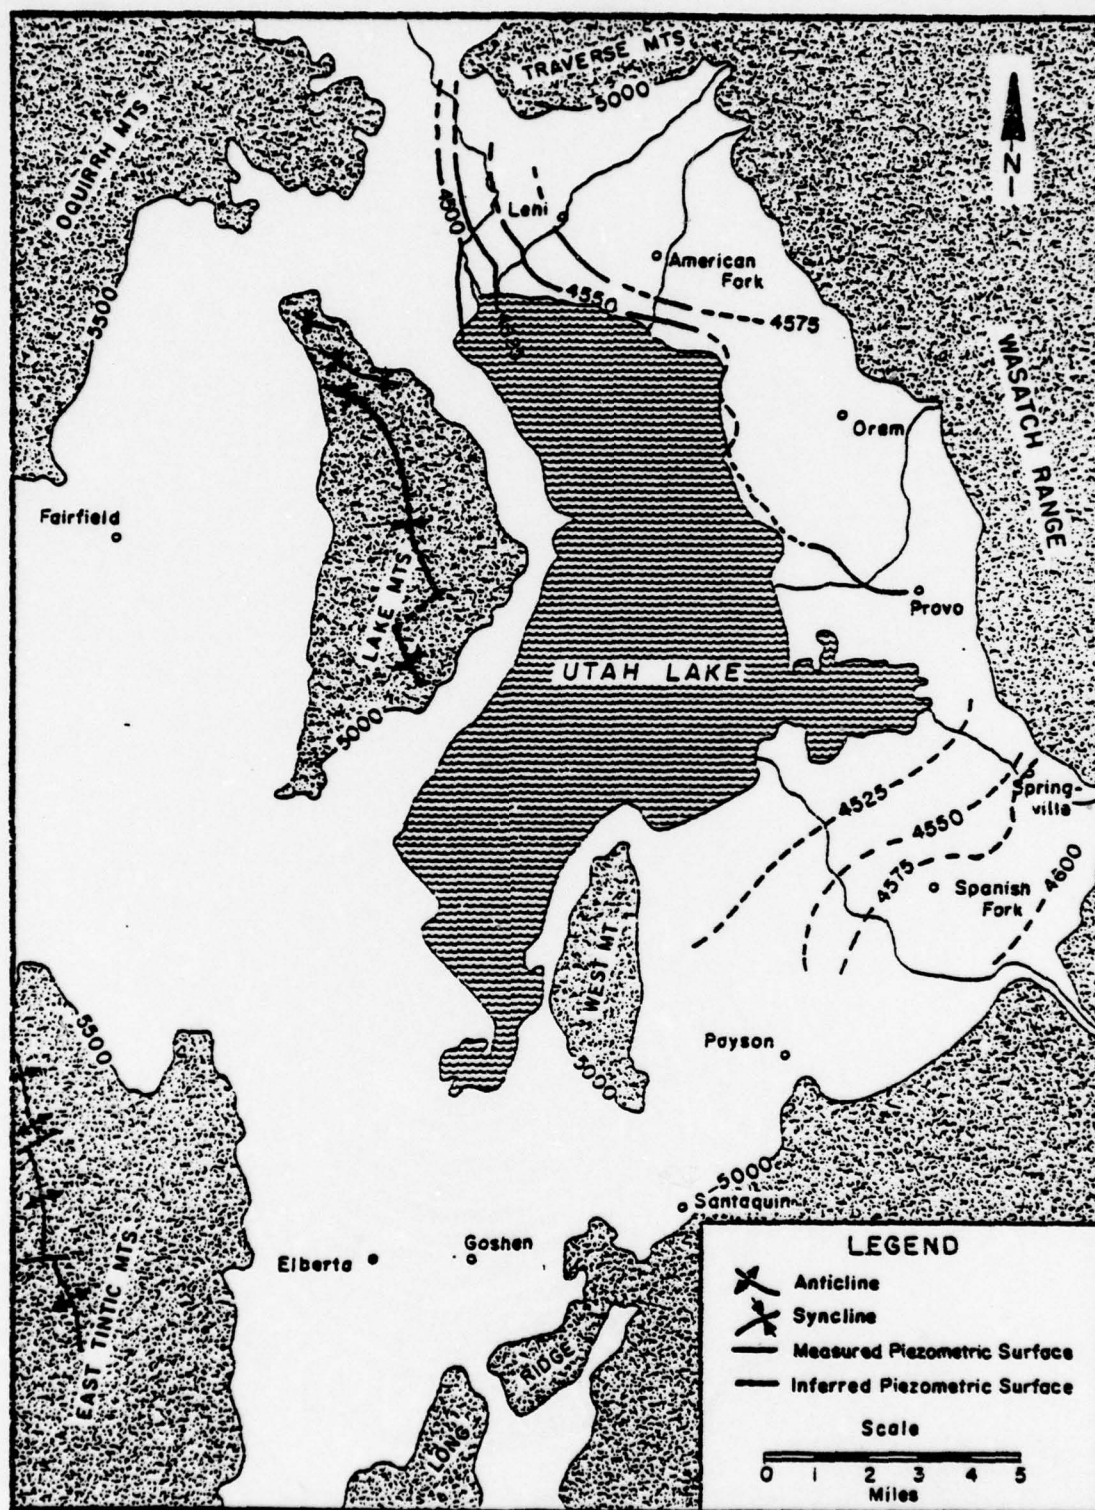 TRAVERSE MTS
5000
OQUIRRH MTS
N
4500
Leni
American
Fork
5500
4550
4575
WASATCH RANGE
Orem
Fairfield
LAKE MTS
Provo
UTAH LAKE
5000
4525
Spring-
ville
4550
4575
4600
Spanish
Fork
WEST MT
5500
Payson
5000
5000
Santaquin
Elberta
Goshen
EAST TINTIC MTS
RIDGE
LONG
LEGEND
Anticline
Syncline
Measured Piezometric Surface
Inferred Piezometric Surface
Scale
0 1 2 3 4 5
Miles